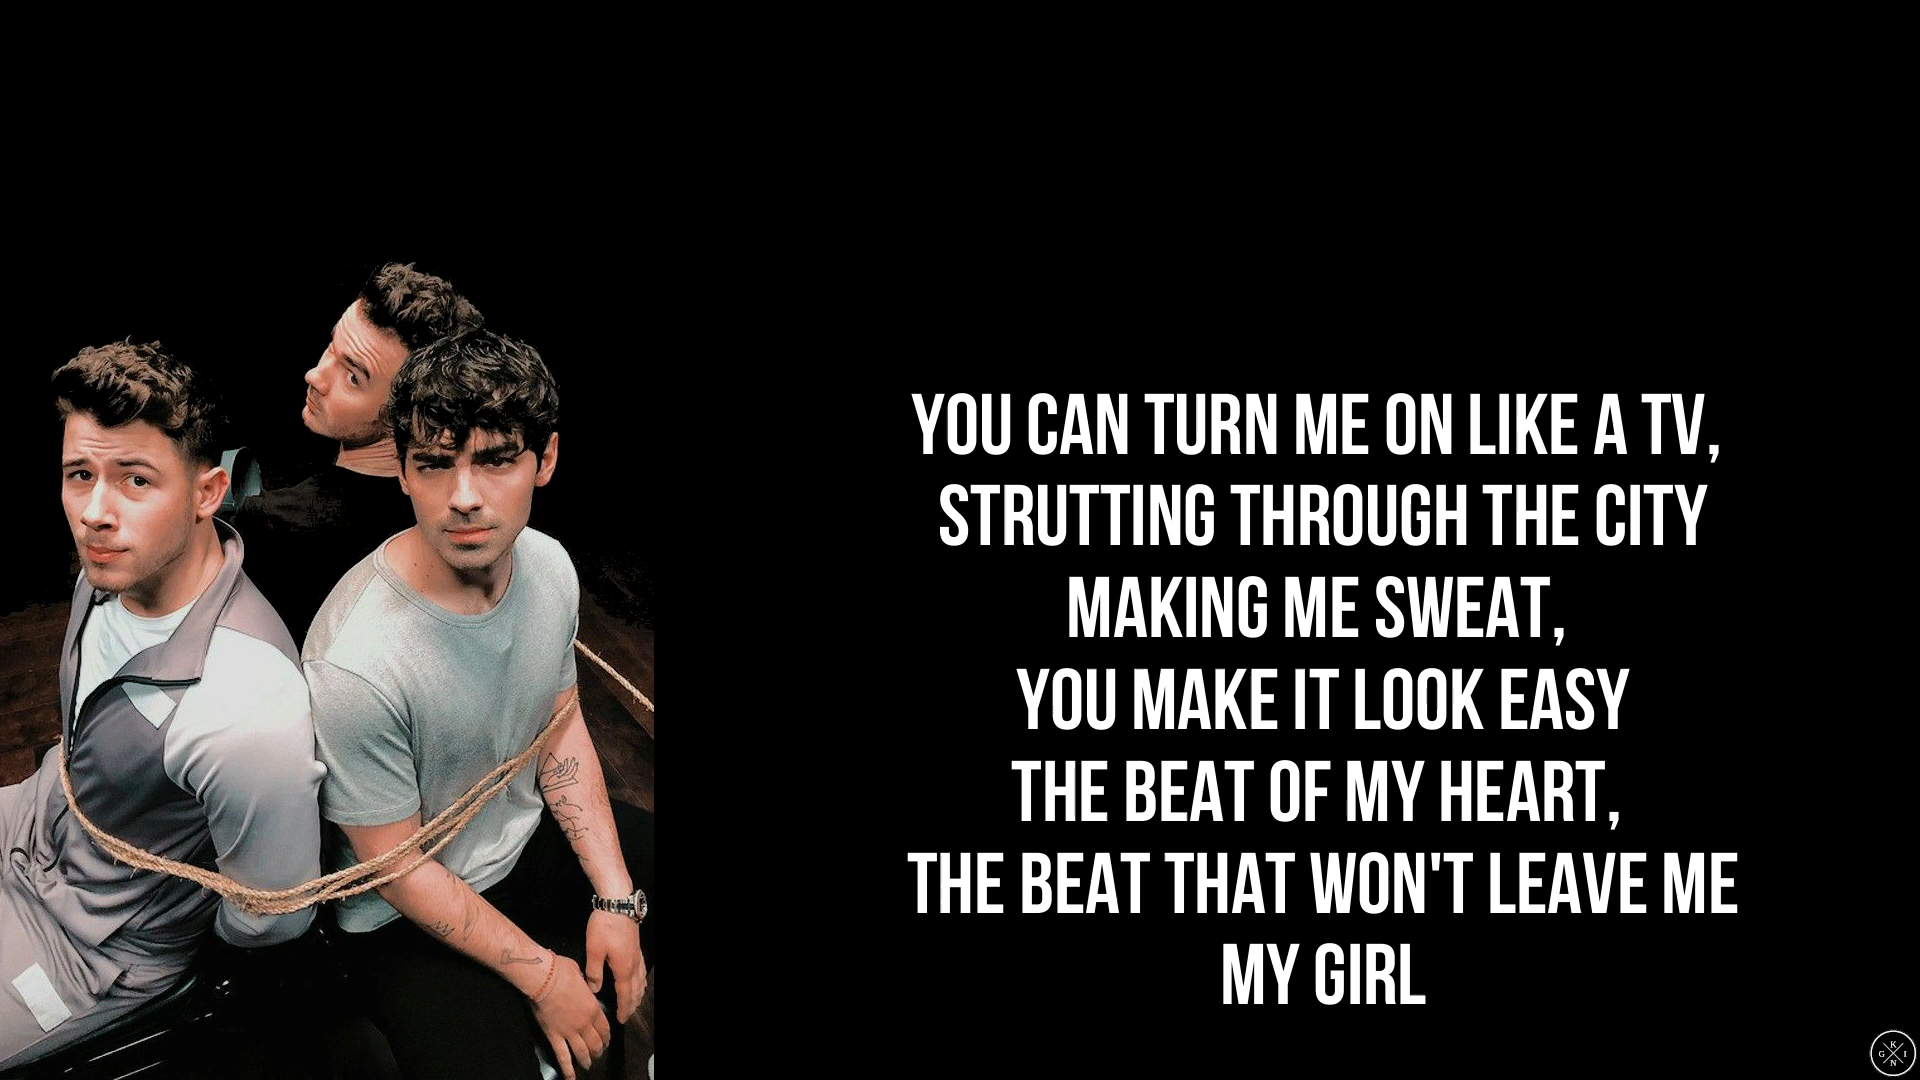 YOU CAN TURN ME ON LIKE A TV,
STRUTTING THROUGH THE CITY
MAKING ME SWEAT,
YOU MAKE IT LOOK EASY
THE BEAT OF MY HEART,
THE BEAT THAT WON'T LEAVE ME
MY GIRL
K
G I
N